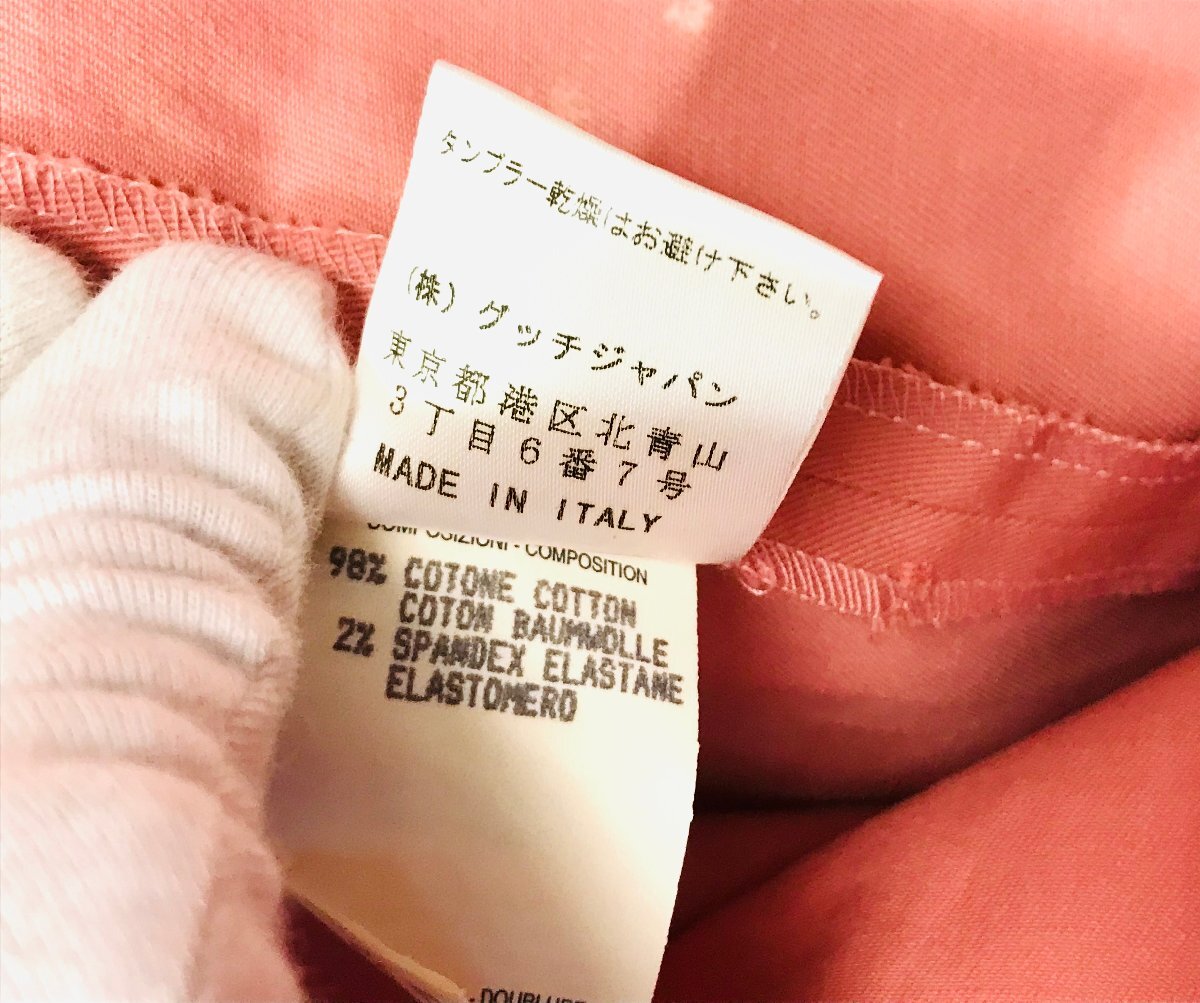 タンブラー乾燥はお避け下さい。
(株)グッチジャパン
東京都港区北青山
3丁目6番7号
MADE IN ITALY
COMPOSIZIONI - COMPOSITION
98% COTONE COTTON
COTON BAUMWOLLE
2% SPANDEX ELASTANE
ELASTOMERO